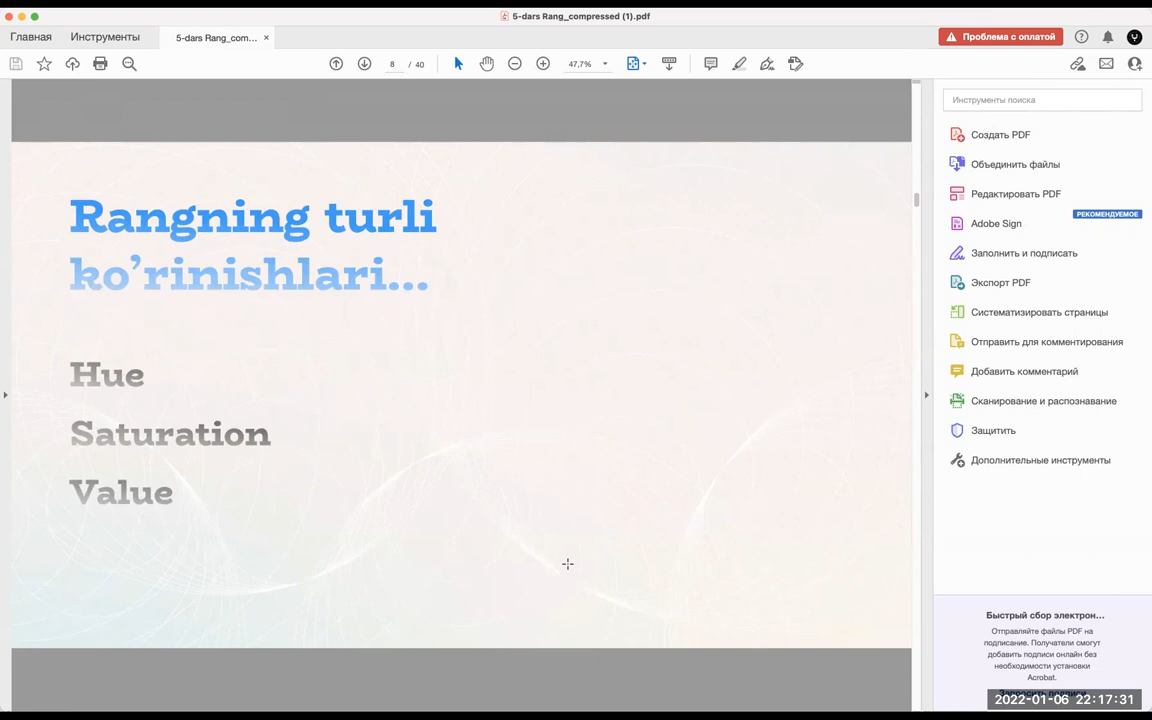 5-dars Rang_compressed (1).pdf
Главная
Инструменты
5-dars Rang_com... ×
Проблема с оплатой
8 / 40
47,7%
Rangning turli
ko’rinishlari...
Hue
Saturation
Value
Инструменты поиска
Создать PDF
Объединить файлы
Редактировать PDF
РЕКОМЕНДУЕМОЕ
Adobe Sign
Заполнить и подписать
Экспорт PDF
Систематизировать страницы
Отправить для комментирования
Добавить комментарий
Сканирование и распознавание
Защитить
Дополнительные инструменты
Быстрый сбор электрон...
Отправляйте файлы PDF на
подписание. Получатели смогут
добавить подписи онлайн без
необходимости установки
Acrobat.
2022-01-06 22:17:31